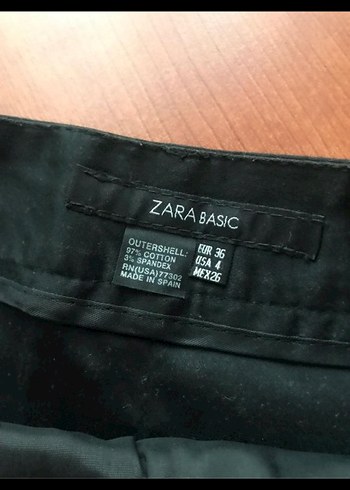 ZARA BASIC
OUTERSHELL:
97% COTTON
3% SPANDEX
RN(USA)77302
MADE IN SPAIN
EUR 36
USA 4
MEX 26